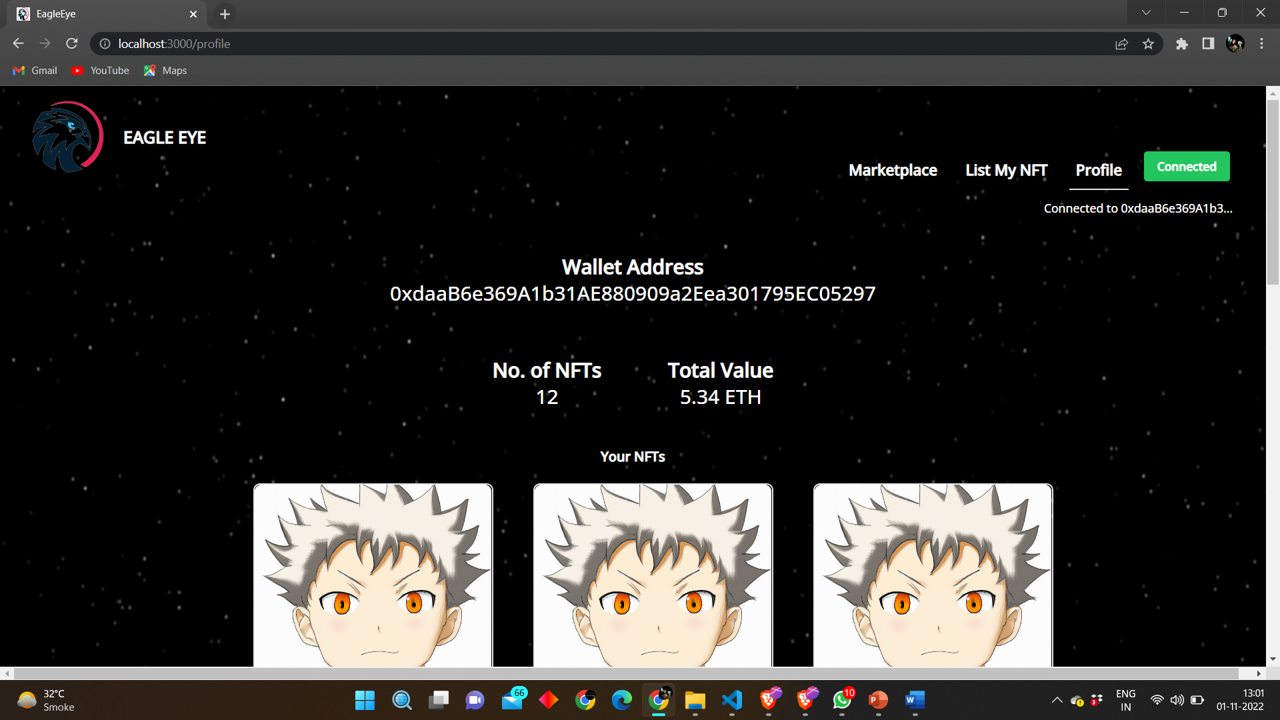 EagleEye
localhost:3000/profile
Gmail
YouTube
Maps
EAGLE EYE
Marketplace
List My NFT
Profile
Connected
Connected to 0xdaaB6e369A1b3...
Wallet Address
0xdaaB6e369A1b31AE880909a2Eea301795EC05297
No. of NFTs
Total Value
12
5.34 ETH
Your NFTs
32°C
Smoke
66
10
3
ENG
IN
13:01
01-11-2022